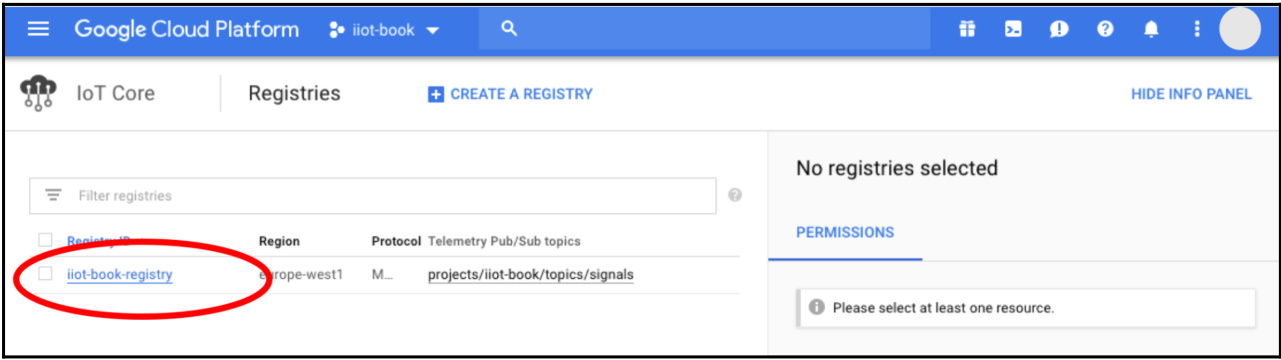 Google Cloud Platform iiot-book
IoT Core Registries CREATE A REGISTRY HIDE INFO PANEL
No registries selected
Filter registries
PERMISSIONS
Registry ID Region Protocol Telemetry Pub/Sub topics
iiot-book-registry europe-west1 M... projects/iiot-book/topics/signals
Please select at least one resource.